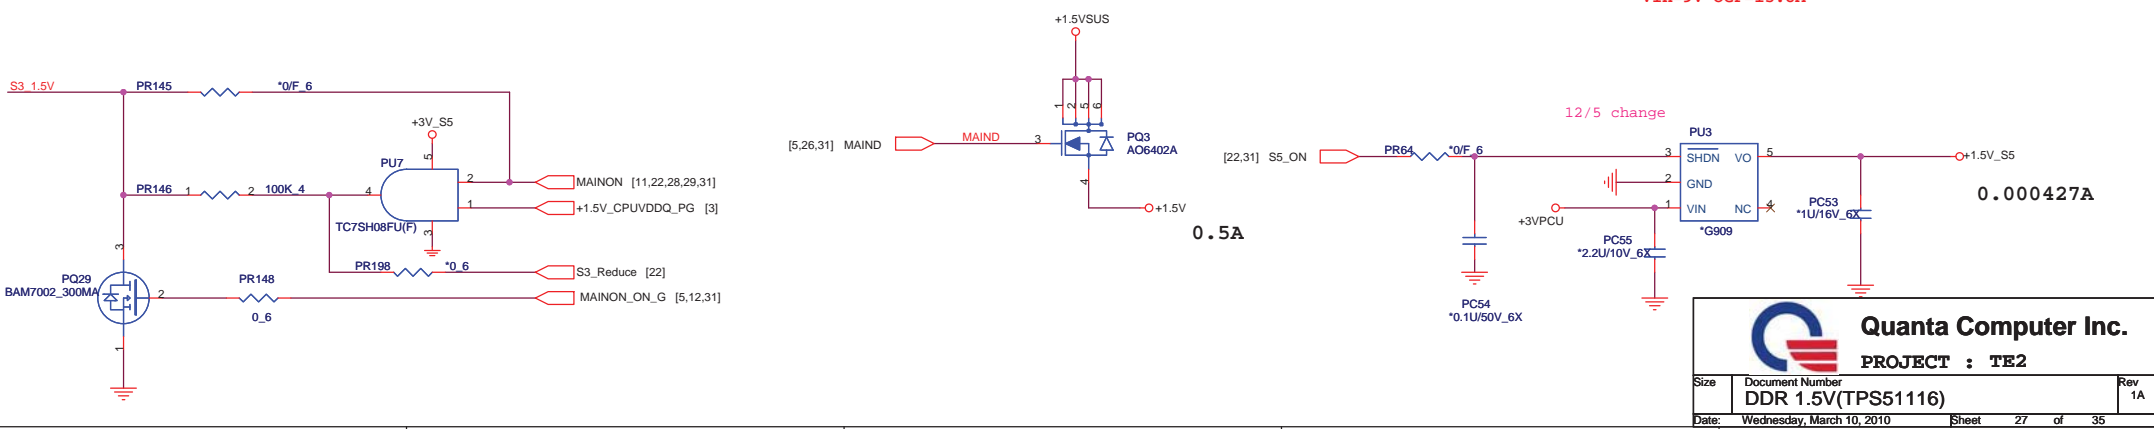 +1.5VSUS
S3_1.5V
PR145
*0/F_6
+3V_S5
5
PU7
2
MAINON [11,22,28,29,31]
PR146
1
2
100K_4
4
1
+1.5V_CPUVDDQ_PG [3]
TC7SH08FU(F)
3
3
PR198
*0_6
S3_Reduce [22]
PQ29
BAM7002_300MA
2
PR148
MAINON_ON_G [5,12,31]
0_6
1
1
2
5
6
[5,26,31] MAIND
MAIND
3
PQ3
AO6402A
4
+1.5V
0.5A
12/5 change
PU3
[22,31] S5_ON
PR64
*0/F_6
3
SHDN
VO
5
+1.5V_S5
2
GND
0.000427A
+3VPCU
1
VIN
NC
4
PC53
*1U/16V_6X
*G909
PC55
*2.2U/10V_6X
PC54
*0.1U/50V_6X
Quanta Computer Inc.
PROJECT : TE2
Size
Document Number
Rev
DDR 1.5V(TPS51116)
1A
Date:
Wednesday, March 10, 2010
Sheet
27
of
35